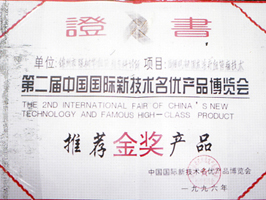 證書
单位: 项目:
第二届中国国际新技术名优产品博览会
THE 2ND INTERNATIONAL FAIR OF CHINA'S NEW
TECHNOLOGY AND FAMOUS HIGH-CLASS PRODUCT
推荐金奖产品
中国国际新技术名优产品博览会
一九九六年